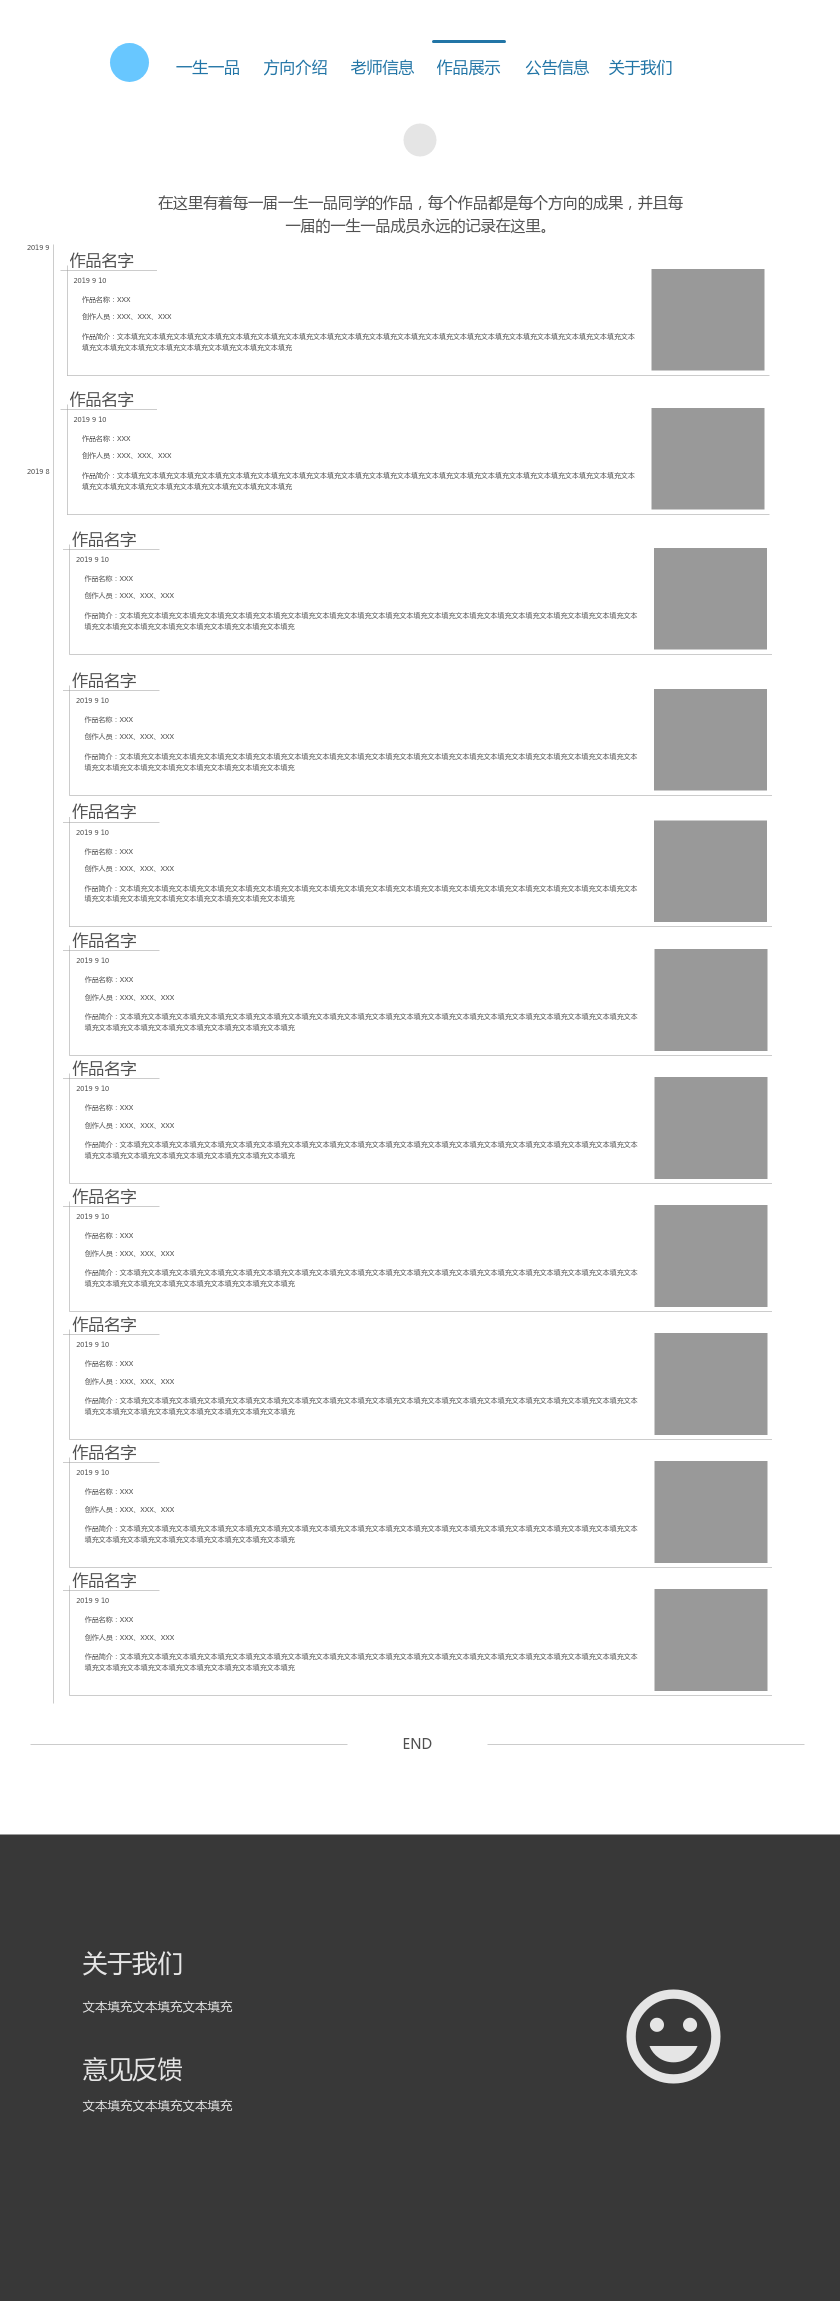 一生一品 方向介绍 老师信息 作品展示 公告信息 关于我们
在这里有着每一届一生一品同学的作品，每个作品都是每个方向的成果，并且每
一届的一生一品成员永远的记录在这里。
2019 9
作品名字
2019 9 10
作品名称：XXX
创作人员：XXX、XXX、XXX
作品简介：文本填充文本填充文本填充文本填充文本填充文本填充文本填充文本填充文本填充文本填充文本填充文本填充文本填充文本填充文本填充文本填充文本填充文本填充文本
填充文本填充文本填充文本填充文本填充文本填充文本填充文本填充
作品名字
2019 9 10
作品名称：XXX
创作人员：XXX、XXX、XXX
2019 8
作品简介：文本填充文本填充文本填充文本填充文本填充文本填充文本填充文本填充文本填充文本填充文本填充文本填充文本填充文本填充文本填充文本填充文本填充文本填充文本
填充文本填充文本填充文本填充文本填充文本填充文本填充文本填充
作品名字
2019 9 10
作品名称：XXX
创作人员：XXX、XXX、XXX
作品简介：文本填充文本填充文本填充文本填充文本填充文本填充文本填充文本填充文本填充文本填充文本填充文本填充文本填充文本填充文本填充文本填充文本填充文本填充文本
填充文本填充文本填充文本填充文本填充文本填充文本填充文本填充
作品名字
2019 9 10
作品名称：XXX
创作人员：XXX、XXX、XXX
作品简介：文本填充文本填充文本填充文本填充文本填充文本填充文本填充文本填充文本填充文本填充文本填充文本填充文本填充文本填充文本填充文本填充文本填充文本填充文本
填充文本填充文本填充文本填充文本填充文本填充文本填充文本填充
作品名字
2019 9 10
作品名称：XXX
创作人员：XXX、XXX、XXX
作品简介：文本填充文本填充文本填充文本填充文本填充文本填充文本填充文本填充文本填充文本填充文本填充文本填充文本填充文本填充文本填充文本填充文本填充文本填充文本
填充文本填充文本填充文本填充文本填充文本填充文本填充文本填充
作品名字
2019 9 10
作品名称：XXX
创作人员：XXX、XXX、XXX
作品简介：文本填充文本填充文本填充文本填充文本填充文本填充文本填充文本填充文本填充文本填充文本填充文本填充文本填充文本填充文本填充文本填充文本填充文本填充文本
填充文本填充文本填充文本填充文本填充文本填充文本填充文本填充
作品名字
2019 9 10
作品名称：XXX
创作人员：XXX、XXX、XXX
作品简介：文本填充文本填充文本填充文本填充文本填充文本填充文本填充文本填充文本填充文本填充文本填充文本填充文本填充文本填充文本填充文本填充文本填充文本填充文本
填充文本填充文本填充文本填充文本填充文本填充文本填充文本填充
作品名字
2019 9 10
作品名称：XXX
创作人员：XXX、XXX、XXX
作品简介：文本填充文本填充文本填充文本填充文本填充文本填充文本填充文本填充文本填充文本填充文本填充文本填充文本填充文本填充文本填充文本填充文本填充文本填充文本
填充文本填充文本填充文本填充文本填充文本填充文本填充文本填充
作品名字
2019 9 10
作品名称：XXX
创作人员：XXX、XXX、XXX
作品简介：文本填充文本填充文本填充文本填充文本填充文本填充文本填充文本填充文本填充文本填充文本填充文本填充文本填充文本填充文本填充文本填充文本填充文本填充文本
填充文本填充文本填充文本填充文本填充文本填充文本填充文本填充
作品名字
2019 9 10
作品名称：XXX
创作人员：XXX、XXX、XXX
作品简介：文本填充文本填充文本填充文本填充文本填充文本填充文本填充文本填充文本填充文本填充文本填充文本填充文本填充文本填充文本填充文本填充文本填充文本填充文本
填充文本填充文本填充文本填充文本填充文本填充文本填充文本填充
作品名字
2019 9 10
作品名称：XXX
创作人员：XXX、XXX、XXX
作品简介：文本填充文本填充文本填充文本填充文本填充文本填充文本填充文本填充文本填充文本填充文本填充文本填充文本填充文本填充文本填充文本填充文本填充文本填充文本
填充文本填充文本填充文本填充文本填充文本填充文本填充文本填充
END
关于我们
文本填充文本填充文本填充
意见反馈
文本填充文本填充文本填充